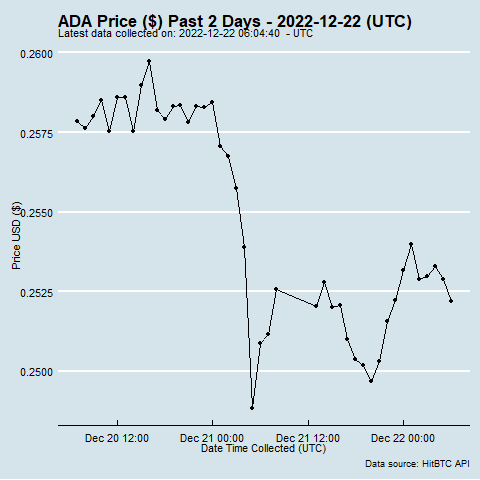 ADA Price ($) Past 2 Days - 2022-12-22 (UTC)
Latest data collected on: 2022-12-22 06:04:40 - UTC
0.2600
0.2575
0.2550
0.2525
0.2500
Price USD ($)
Dec 20 12:00 Dec 21 00:00 Dec 21 12:00 Dec 22 00:00
Date Time Collected (UTC)
Data source: HitBTC API